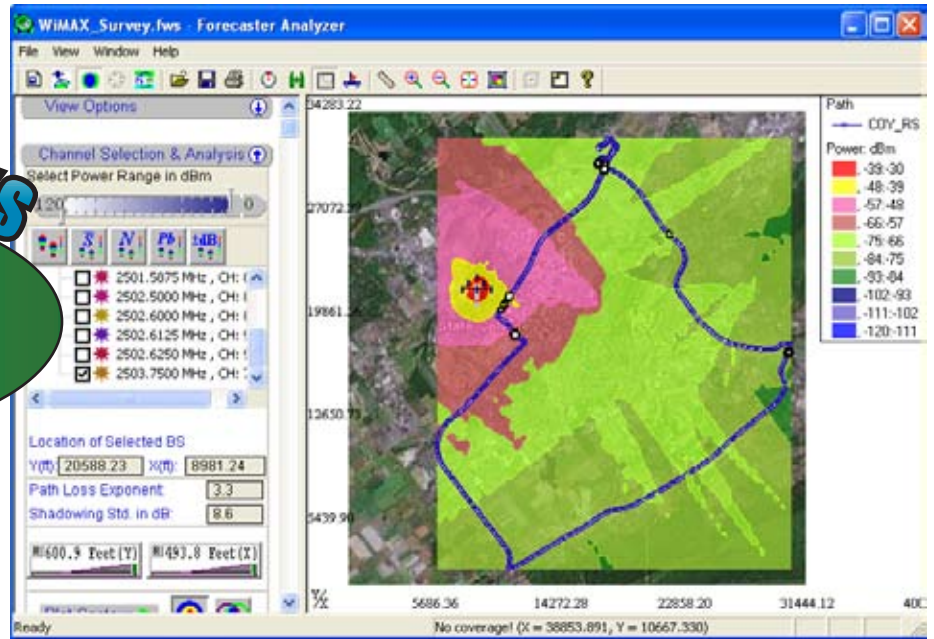 WiMAX_Survey.fws - Forecaster Analyzer
File View Window Help
View Options
Channel Selection & Analysis
Select Power Range in dBm
0
S N Pb ±dB
2501.5875 MHz , CH:
2502.5000 MHz , CH:
2502.6000 MHz , CH:
2502.6125 MHz , CH:
2502.6250 MHz , CH:
2503.7500 MHz , CH:
Location of Selected BS
Y(ft): 20588.23 X(ft): 8981.24
Path Loss Exponent 3.3
Shadowing Std. in dB: 8.6
600.9 Feet(Y) 493.8 Feet(X)
34283.22
19861.
5439.90
Y/
/X 5686.36 14272.28 22858.20 31444.12
Path
COV_RS
Power: dBm
-39:-30
-48:-39
-57:-48
-66:-57
-75:-66
-84:-75
-93:-84
-102:-93
-111:-102
-120:-111
Ready No coverage! (X = 38853.891, Y = 10667.330)